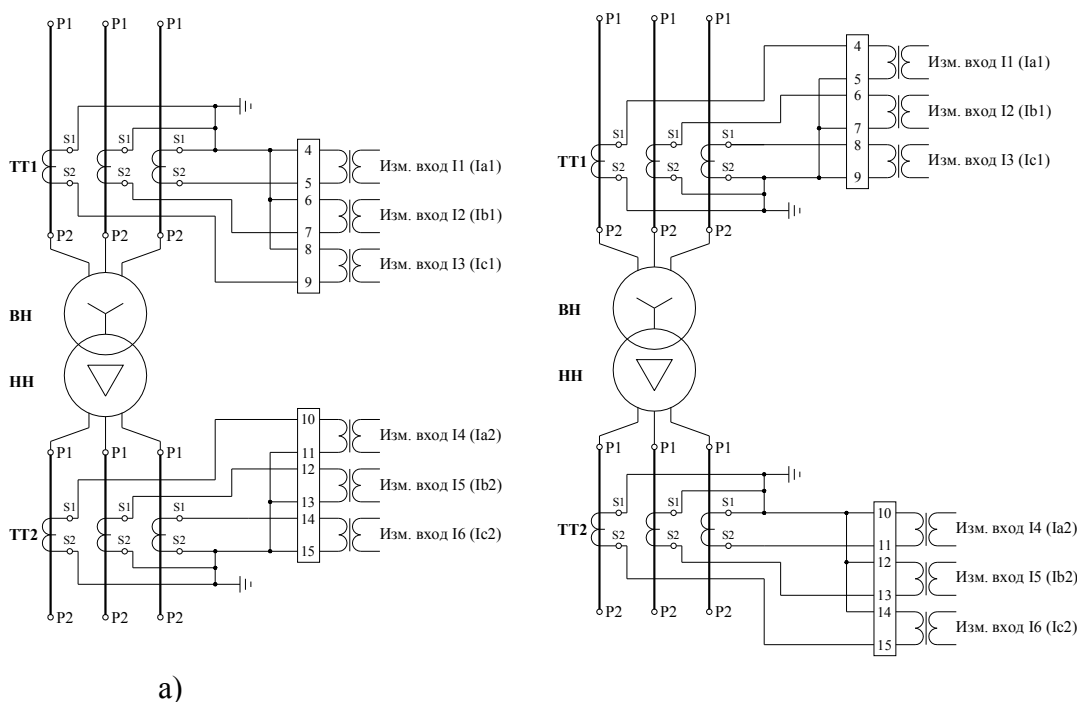 P1 P1 P1
S1 S1 S1
ТТ1
S2 S2 S2
P2 P2 P2
4 Изм. вход I1 (Ia1)
5
6 Изм. вход I2 (Ib1)
7
8 Изм. вход I3 (Ic1)
9
ВН
НН
P1 P1 P1
S1 S1 S1
ТТ2
S2 S2 S2
P2 P2 P2
10 Изм. вход I4 (Ia2)
11
12 Изм. вход I5 (Ib2)
13
14 Изм. вход I6 (Ic2)
15
а)
P1 P1 P1
4 Изм. вход I1 (Ia1)
5
6 Изм. вход I2 (Ib1)
7
8 Изм. вход I3 (Ic1)
9
S1 S1 S1
ТТ1
S2 S2 S2
P2 P2 P2
ВН
НН
P1 P1 P1
S1 S1 S1
ТТ2
S2 S2 S2
P2 P2 P2
10 Изм. вход I4 (Ia2)
11
12 Изм. вход I5 (Ib2)
13
14 Изм. вход I6 (Ic2)
15